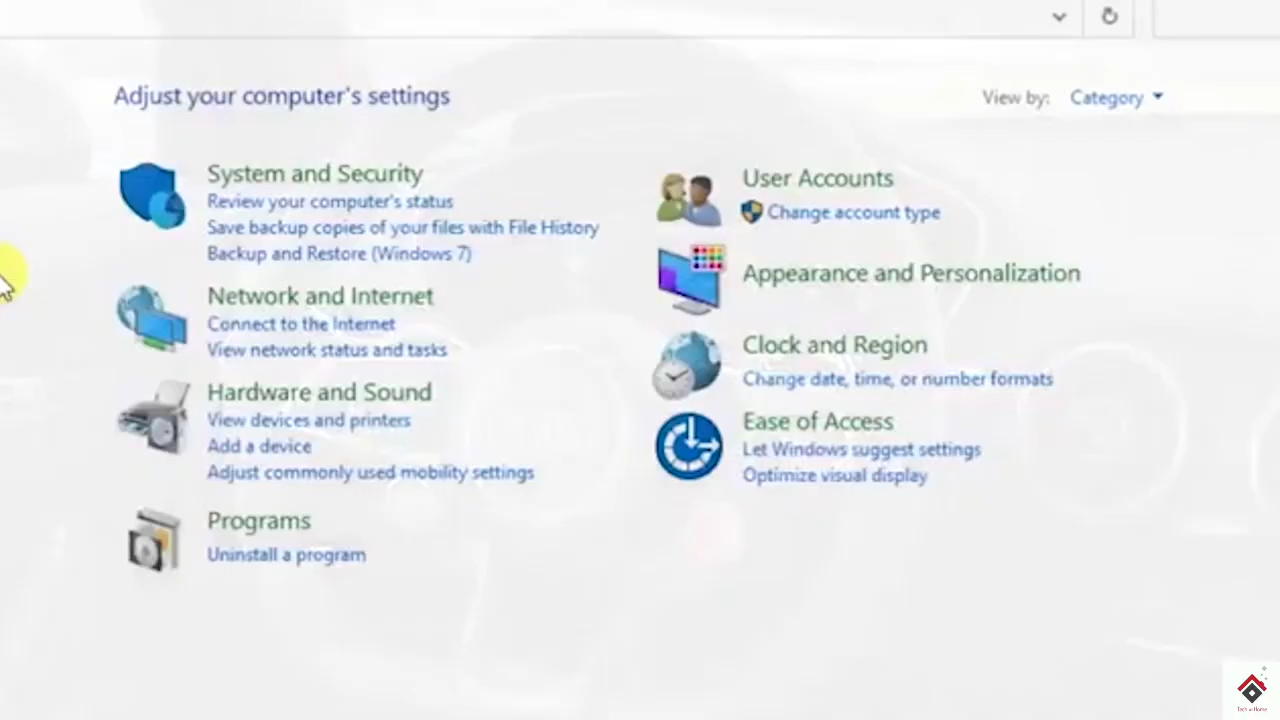 Adjust your computer's settings
View by: Category
System and Security
Review your computer's status
Save backup copies of your files with File History
Backup and Restore (Windows 7)
Network and Internet
Connect to the Internet
View network status and tasks
Hardware and Sound
View devices and printers
Add a device
Adjust commonly used mobility settings
Programs
Uninstall a program
User Accounts
Change account type
Appearance and Personalization
Clock and Region
Change date, time, or number formats
Ease of Access
Let Windows suggest settings
Optimize visual display
Tech at Home